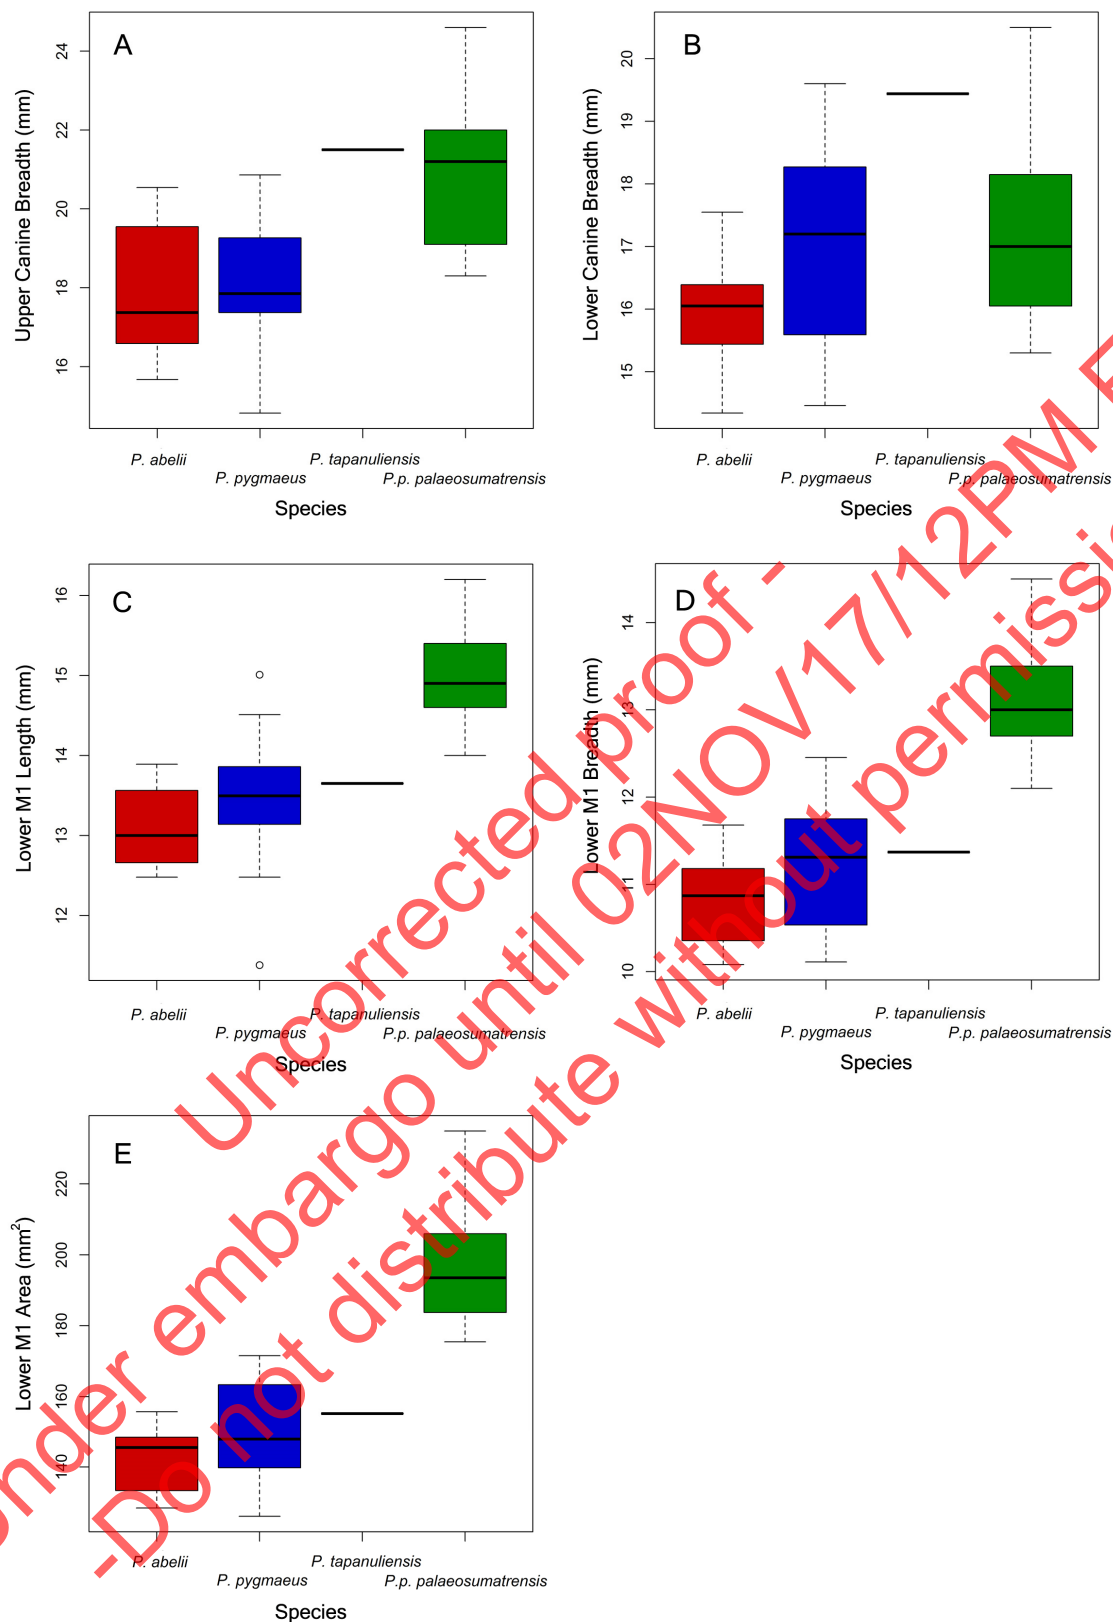 A
Upper Canine Breadth (mm)
24
22
20
18
16
P. abelii
P. pygmaeus
P. tapanuliensis
P.p. palaeosumatrensis
Species
B
Lower Canine Breadth (mm)
20
19
18
17
16
15
P. abelii
P. pygmaeus
P. tapanuliensis
P.p. palaeosumatrensis
Species
C
Lower M1 Length (mm)
16
15
14
13
12
P. abelii
P. pygmaeus
P. tapanuliensis
P.p. palaeosumatrensis
Species
D
Lower M1 Breadth (mm)
14
13
12
11
10
P. abelii
P. pygmaeus
P. tapanuliensis
P.p. palaeosumatrensis
Species
E
Lower M1 Area (mm²)
220
200
180
160
140
P. abelii
P. pygmaeus
P. tapanuliensis
P.p. palaeosumatrensis
Species
Uncorrected proof -
Under embargo until 02NOV17/12PM
-Do not distribute without